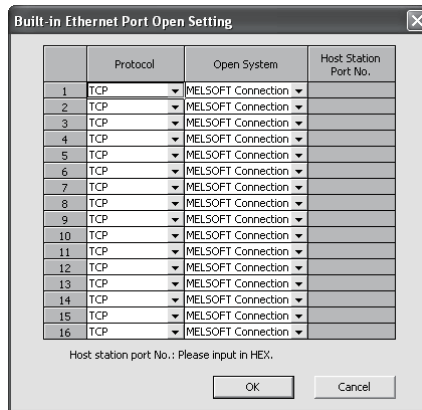 Built-in Ethernet Port Open Setting
Protocol Open System Host Station Port No.
1 TCP MELSOFT Connection
2 TCP MELSOFT Connection
3 TCP MELSOFT Connection
4 TCP MELSOFT Connection
5 TCP MELSOFT Connection
6 TCP MELSOFT Connection
7 TCP MELSOFT Connection
8 TCP MELSOFT Connection
9 TCP MELSOFT Connection
10 TCP MELSOFT Connection
11 TCP MELSOFT Connection
12 TCP MELSOFT Connection
13 TCP MELSOFT Connection
14 TCP MELSOFT Connection
15 TCP MELSOFT Connection
16 TCP MELSOFT Connection
Host station port No.: Please input in HEX.
OK Cancel